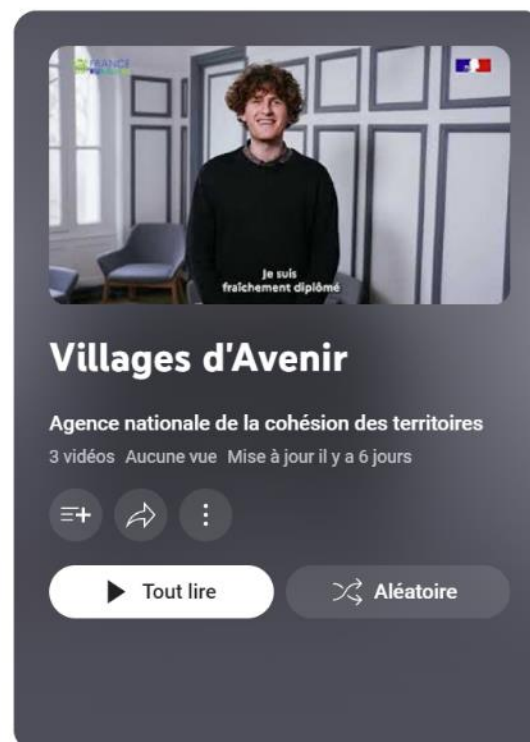 FRANCE
Je suis
fraîchement diplômé
Villages d'Avenir
Agence nationale de la cohésion des territoires
3 vidéos Aucune vue Mise à jour il y a 6 jours
Tout lire
Aléatoire